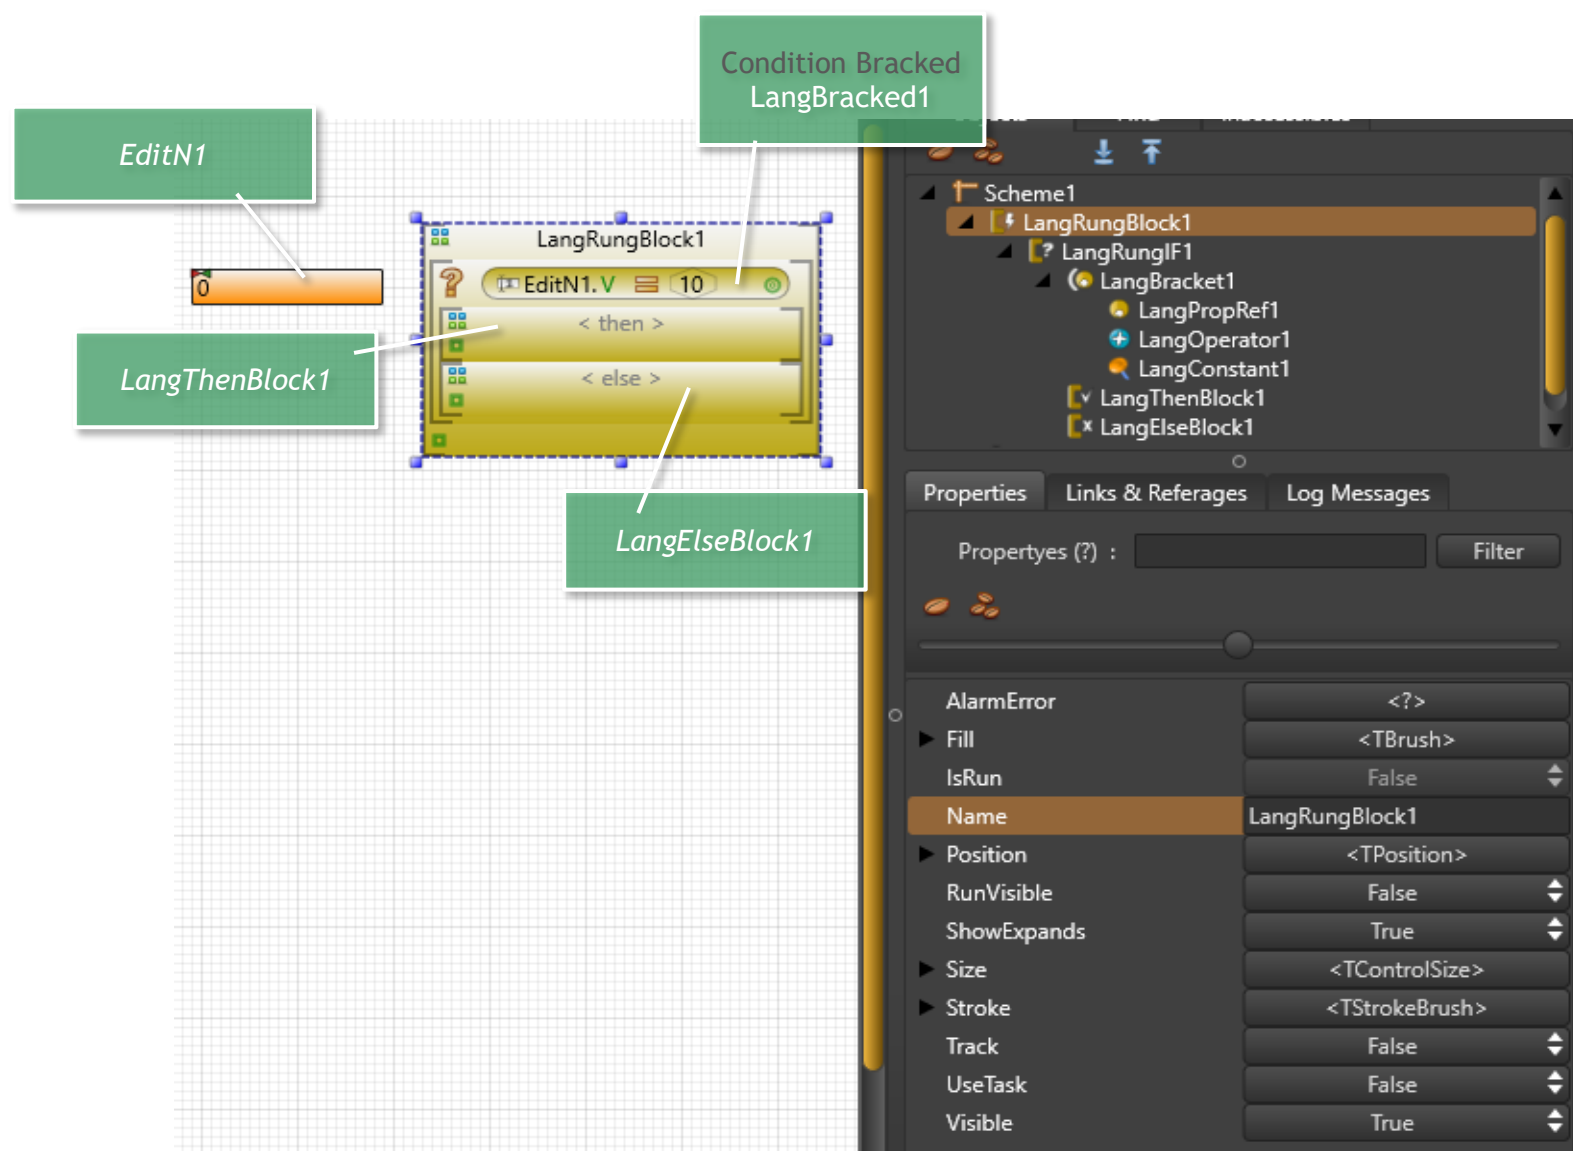 Condition Bracked
LangBracked1
EditN1
LangRungBlock1
EditN1.V 10
0
< then >
LangThenBlock1
< else >
LangElseBlock1
Scheme1
LangRungBlock1
LangRungIF1
LangBracket1
LangPropRef1
LangOperator1
LangConstant1
LangThenBlock1
LangElseBlock1
Properties Links & Referages Log Messages
Propertyes (?) : Filter
AlarmError <?>
Fill <TBrush>
IsRun False
Name LangRungBlock1
Position <TPosition>
RunVisible False
ShowExpands True
Size <TControlSize>
Stroke <TStrokeBrush>
Track False
UseTask False
Visible True